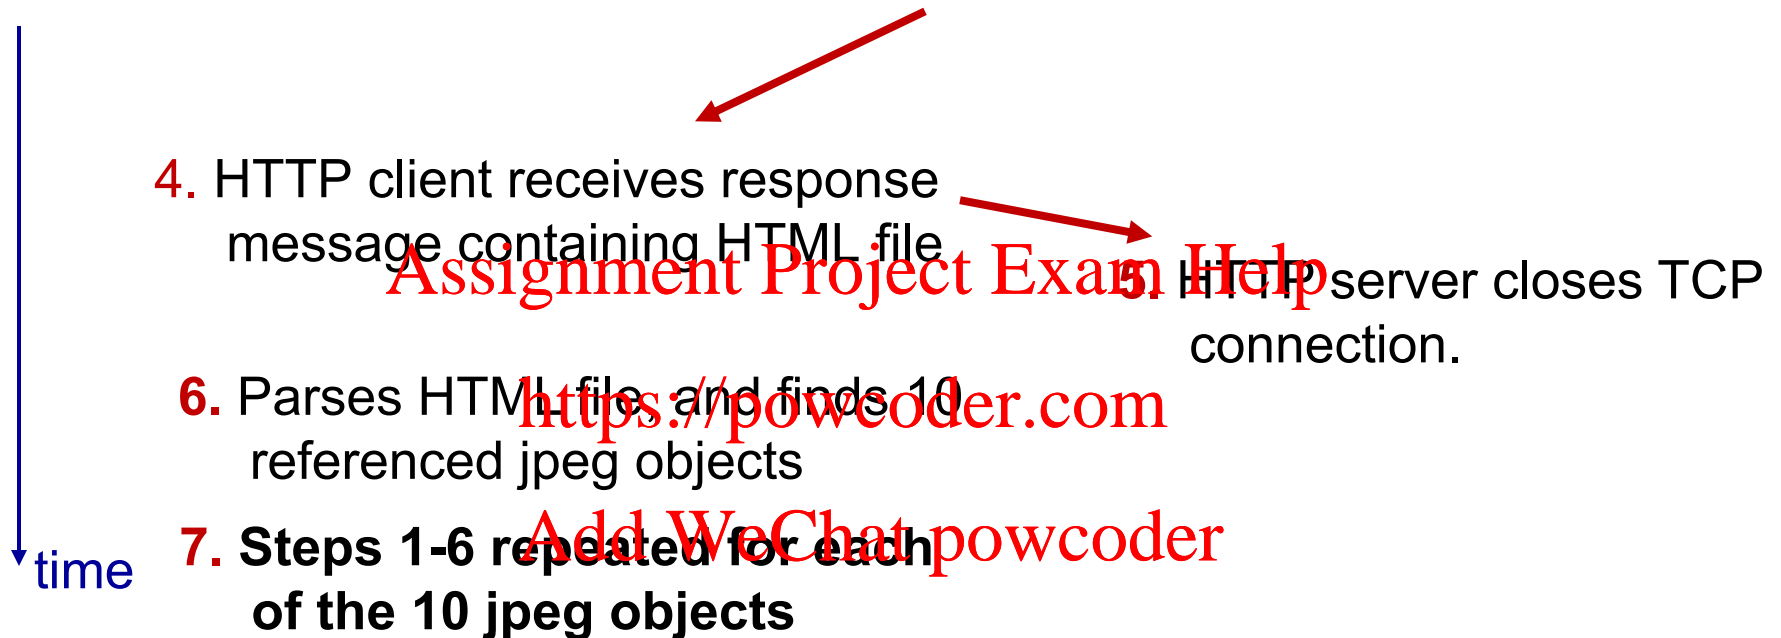 4. HTTP client receives response
message containing HTML file
Assignment Project Exam Help
5. HTTP server closes TCP
connection.
6. Parses HTML file, and finds 10
referenced jpeg objects
https://powcoder.com
7. Steps 1-6 repeated for each
of the 10 jpeg objects
Add WeChat powcoder
time